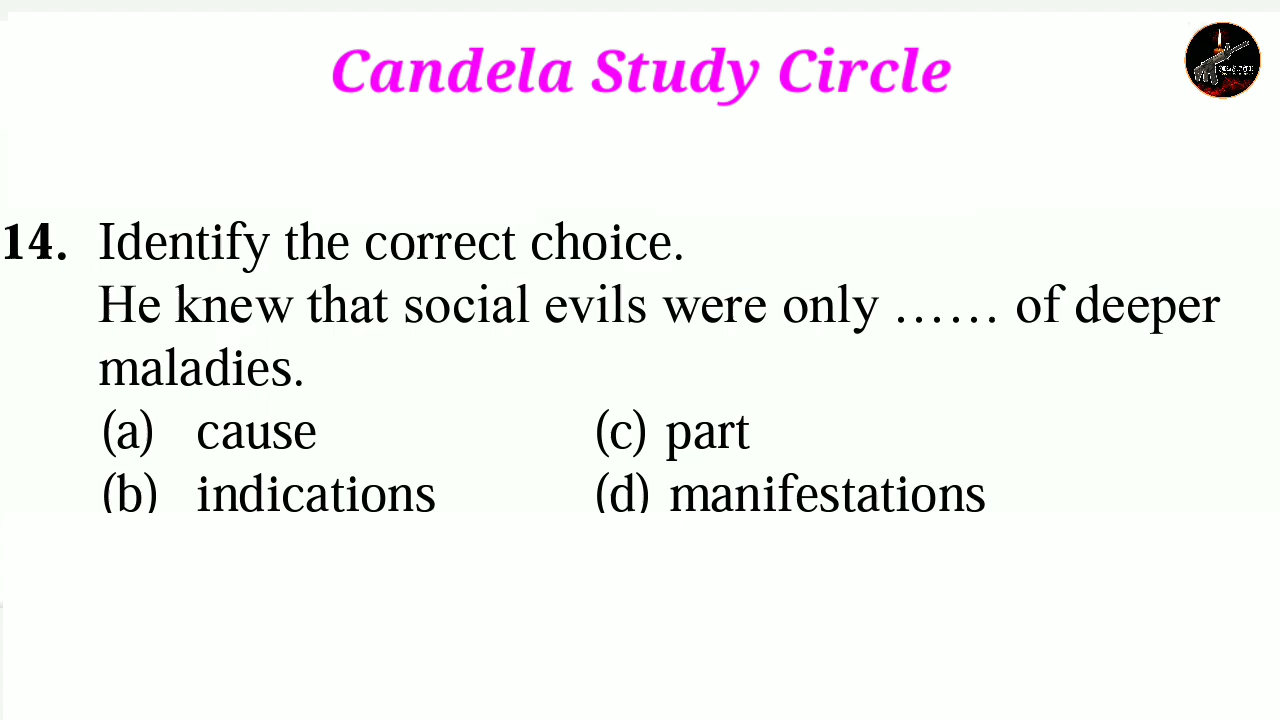 Candela Study Circle
14. Identify the correct choice.
He knew that social evils were only ...... of deeper
maladies.
(a) cause (c) part
(b) indications (d) manifestations